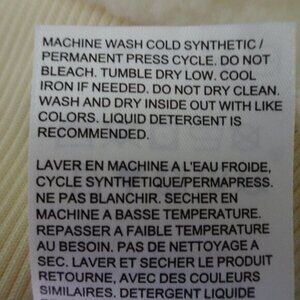 MACHINE WASH COLD SYNTHETIC /
PERMANENT PRESS CYCLE. DO NOT
BLEACH. TUMBLE DRY LOW. COOL
IRON IF NEEDED. DO NOT DRY CLEAN.
WASH AND DRY INSIDE OUT WITH LIKE
COLORS. LIQUID DETERGENT IS
RECOMMENDED.
LAVER EN MACHINE A L'EAU FROIDE,
CYCLE SYNTHETIQUE/PERMAPRESS.
NE PAS BLANCHIR. SECHER EN
MACHINE A BASSE TEMPERATURE.
REPASSER A FAIBLE TEMPERATURE
AU BESOIN. PAS DE NETTOYAGE A
SEC. LAVER ET SECHER LE PRODUIT
RETOURNE, AVEC DES COULEURS
SIMILAIRES. DETERGENT LIQUIDE